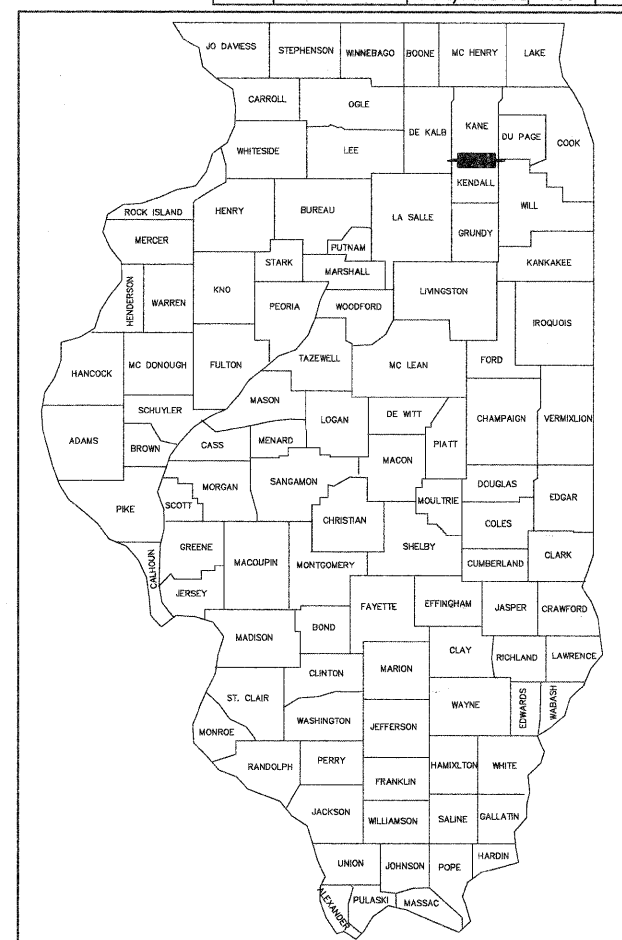 JO DAVIESS
STEPHENSON
WINNEBAGO
BOONE
MC HENRY
LAKE
CARROLL
OGLE
DE KALB
KANE
DU PAGE
COOK
WHITESIDE
LEE
KENDALL
WILL
ROCK ISLAND
HENRY
BUREAU
LA SALLE
GRUNDY
MERCER
PUTNAM
STARK
MARSHALL
KANKAKEE
HENDERSON
WARREN
KNO
PEORIA
WOODFORD
LIVINGSTON
IROQUOIS
HANCOCK
MC DONOUGH
FULTON
TAZEWELL
MC LEAN
FORD
MASON
SCHUYLER
LOGAN
DE WITT
CHAMPAIGN
VERMIXLION
ADAMS
BROWN
CASS
MENARD
PIATT
MACON
MORGAN
SANGAMON
DOUGLAS
EDGAR
PIKE
SCOTT
MOULTRIE
CHRISTIAN
COLES
GREENE
MACOUPIN
MONTGOMERY
SHELBY
CLARK
CUMBERLAND
CALHOUN
JERSEY
FAYETTE
EFFINGHAM
JASPER
CRAWFORD
MADISON
BOND
CLAY
RICHLAND
LAWRENCE
CLINTON
MARION
ST. CLAIR
WAYNE
EDWARDS
WABASH
WASHINGTON
JEFFERSON
MONROE
RANDOLPH
PERRY
HAMIXLTON
WHITE
FRANKLIN
JACKSON
WILLIAMSON
SALINE
GALLATIN
UNION
JOHNSON
POPE
HARDIN
ALEXANDER
PULASKI
MASSAC